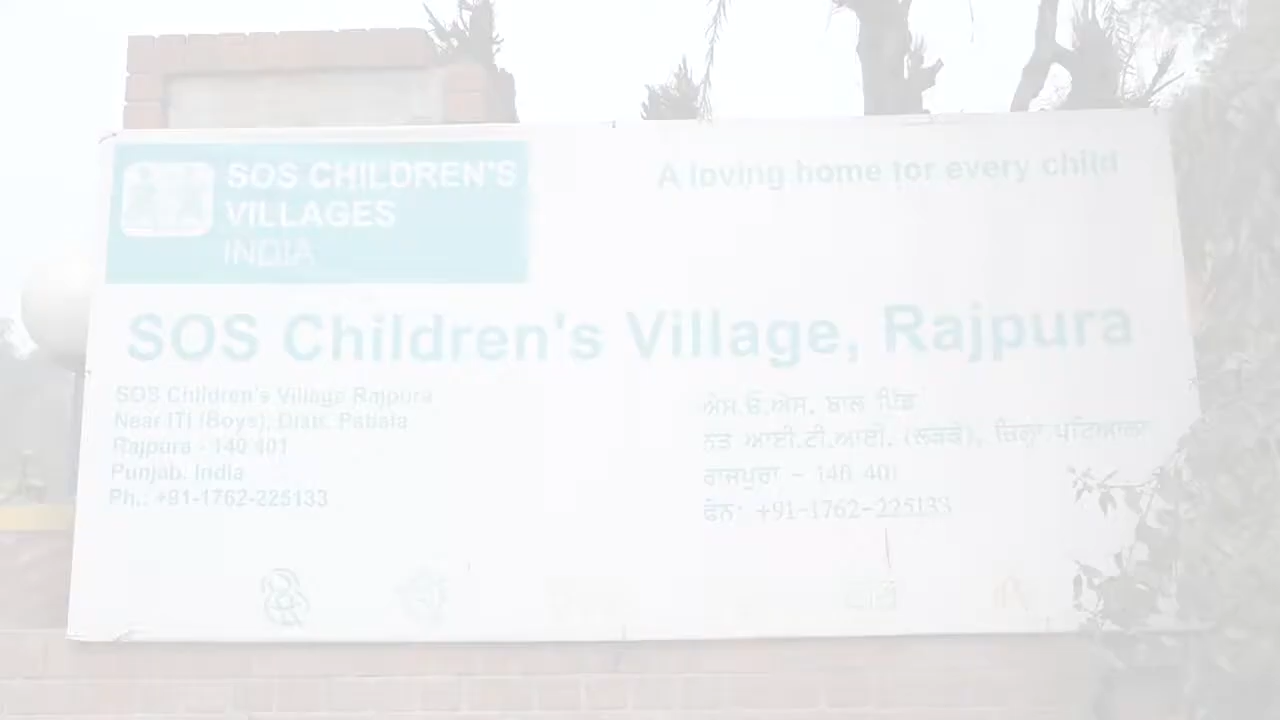 SOS CHILDREN'S
VILLAGES
INDIA
A loving home for every child
SOS Children's Village, Rajpura
SOS Children's Village Rajpura
Near ITI (Boys), Distt. Patiala
Rajpura - 140 401
Punjab, India
Ph.: +91-1762-225133
ਐਸ.ਓ.ਐਸ. ਬਾਲ ਪਿੰਡ
ਨੇੜੇ ਆਈ.ਟੀ.ਆਈ. (ਲੜਕੇ), ਜ਼ਿਲ੍ਹਾ ਪਟਿਆਲਾ
ਰਾਜਪੁਰਾ – 140 401
ਫੋਨ: +91-1762-225133